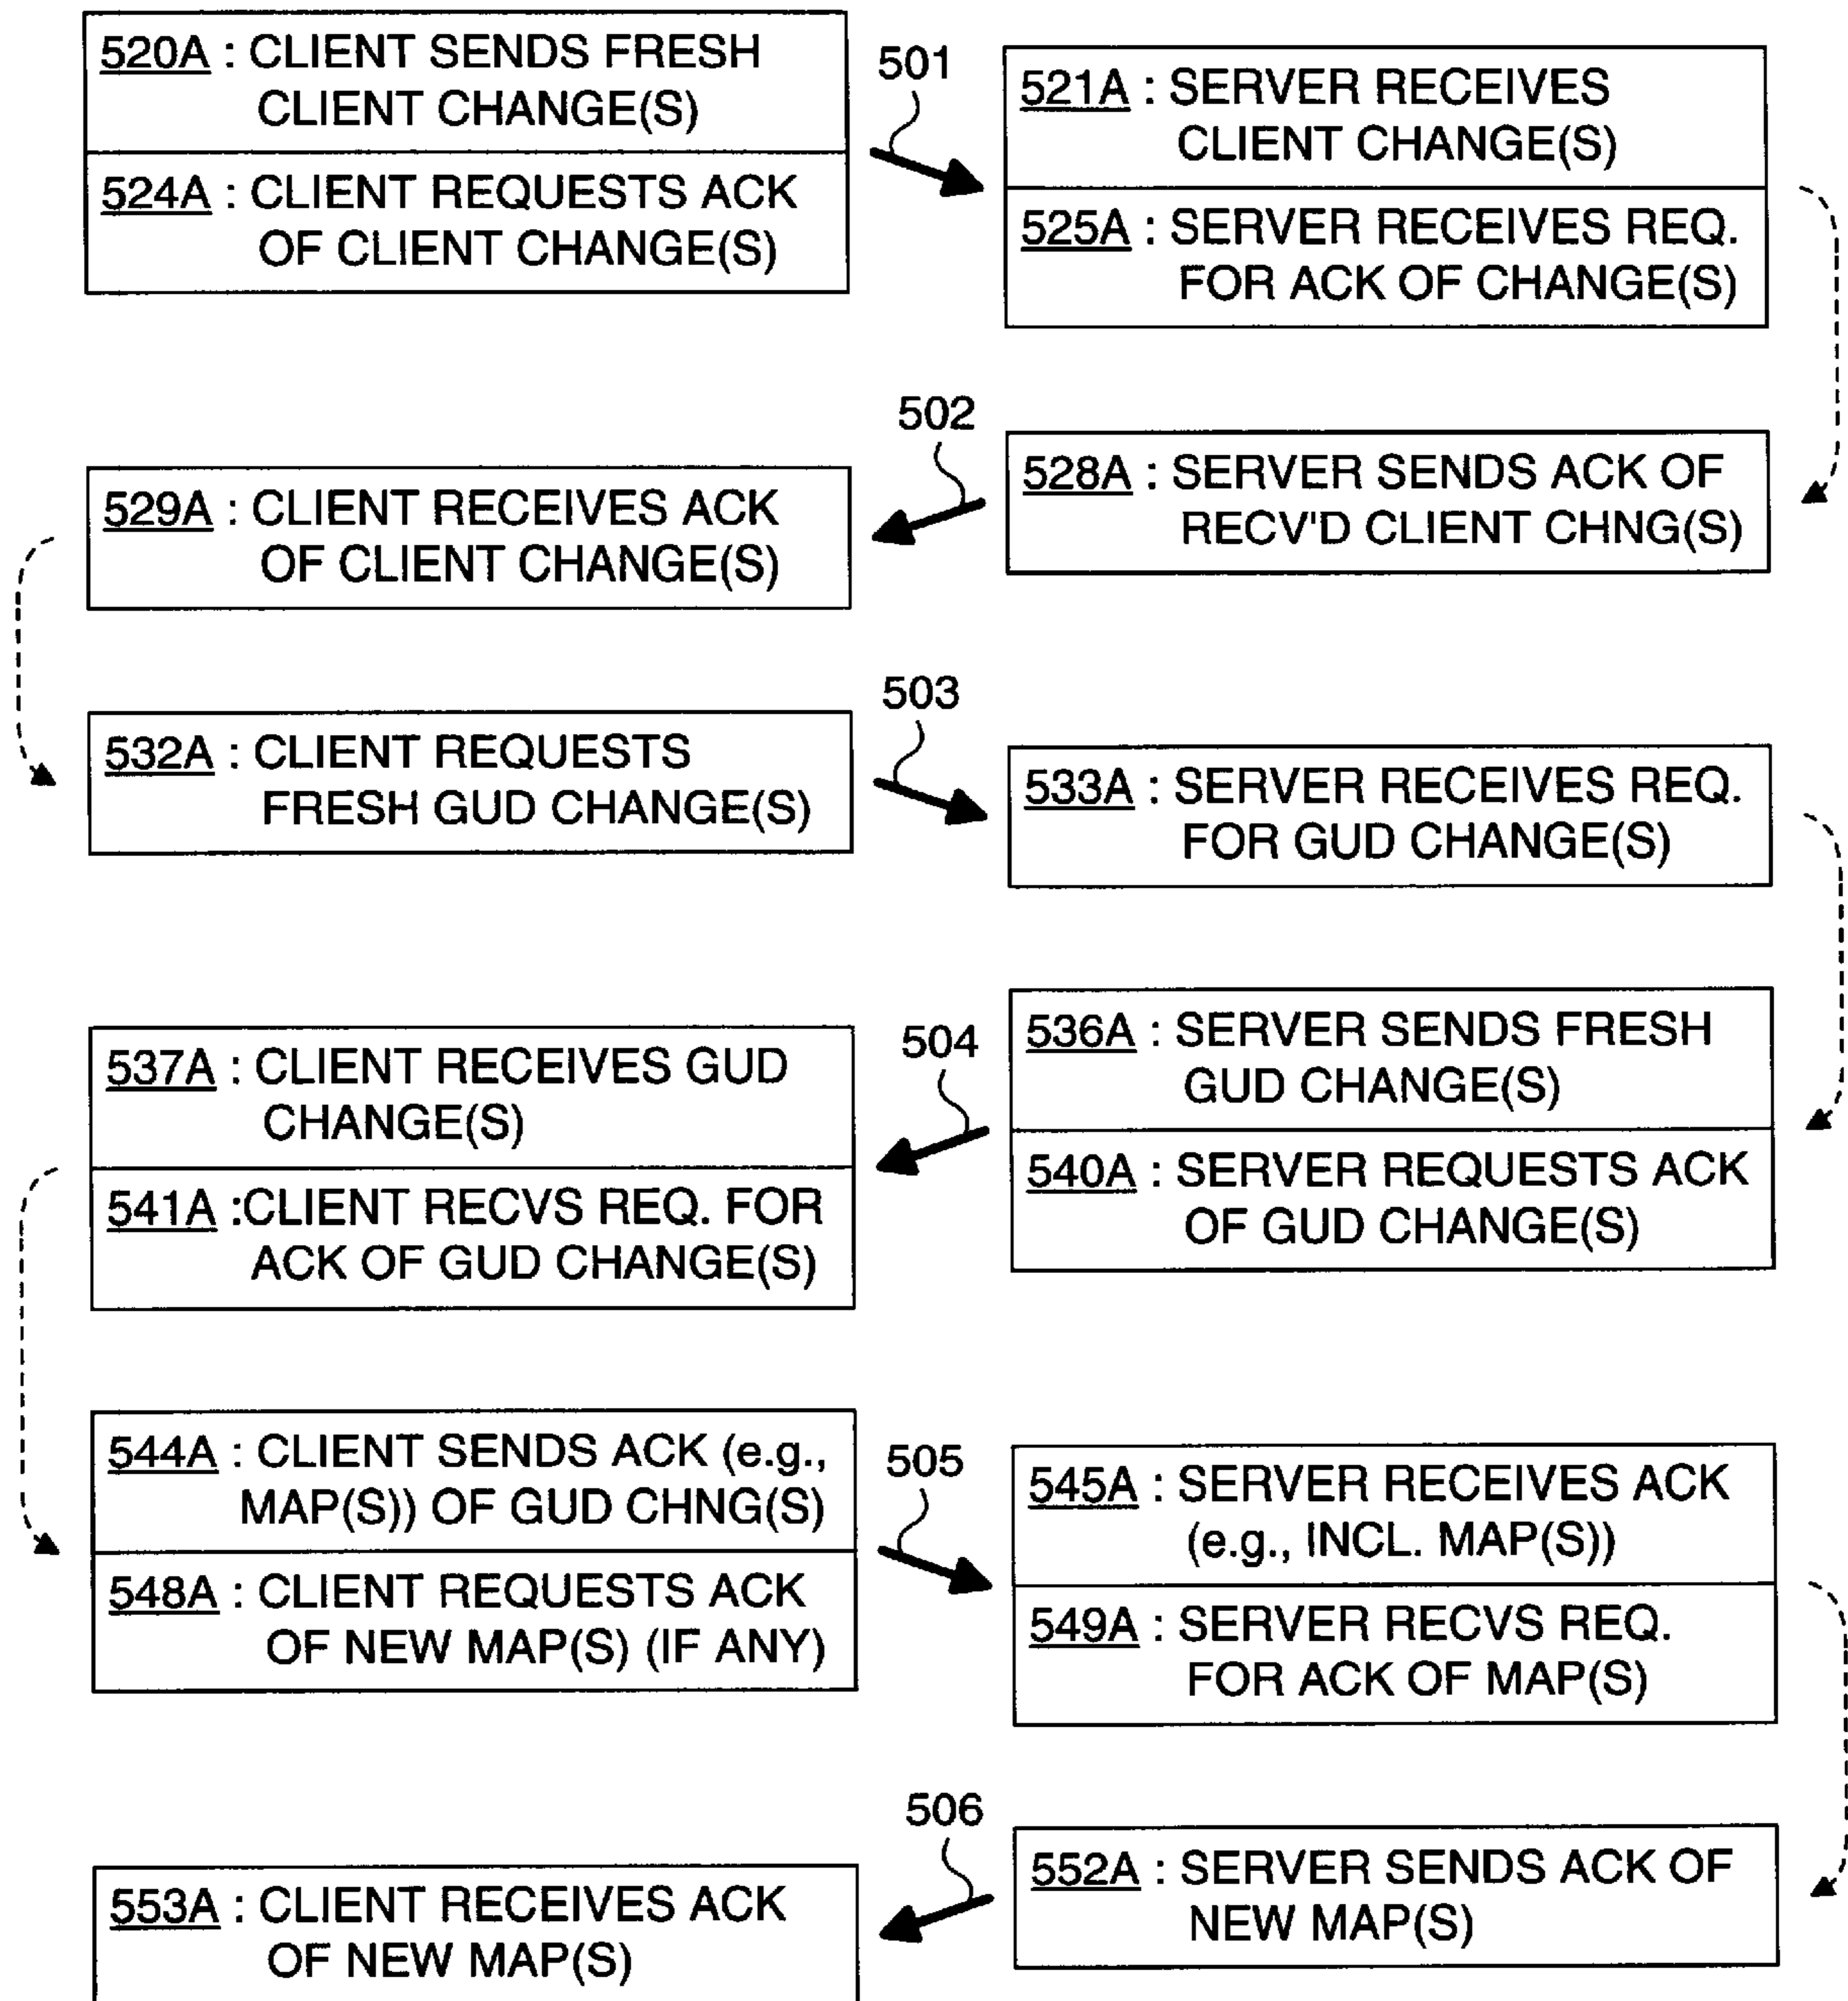 520A : CLIENT SENDS FRESH
CLIENT CHANGE(S)
524A : CLIENT REQUESTS ACK
OF CLIENT CHANGE(S)
501
521A : SERVER RECEIVES
CLIENT CHANGE(S)
525A : SERVER RECEIVES REQ.
FOR ACK OF CHANGE(S)
502
528A : SERVER SENDS ACK OF
RECV'D CLIENT CHNG(S)
529A : CLIENT RECEIVES ACK
OF CLIENT CHANGE(S)
532A : CLIENT REQUESTS
FRESH GUD CHANGE(S)
503
533A : SERVER RECEIVES REQ.
FOR GUD CHANGE(S)
536A : SERVER SENDS FRESH
GUD CHANGE(S)
540A : SERVER REQUESTS ACK
OF GUD CHANGE(S)
504
537A : CLIENT RECEIVES GUD
CHANGE(S)
541A :CLIENT RECVS REQ. FOR
ACK OF GUD CHANGE(S)
544A : CLIENT SENDS ACK (e.g.,
MAP(S)) OF GUD CHNG(S)
548A : CLIENT REQUESTS ACK
OF NEW MAP(S) (IF ANY)
505
545A : SERVER RECEIVES ACK
(e.g., INCL. MAP(S))
549A : SERVER RECVS REQ.
FOR ACK OF MAP(S)
506
552A : SERVER SENDS ACK OF
NEW MAP(S)
553A : CLIENT RECEIVES ACK
OF NEW MAP(S)